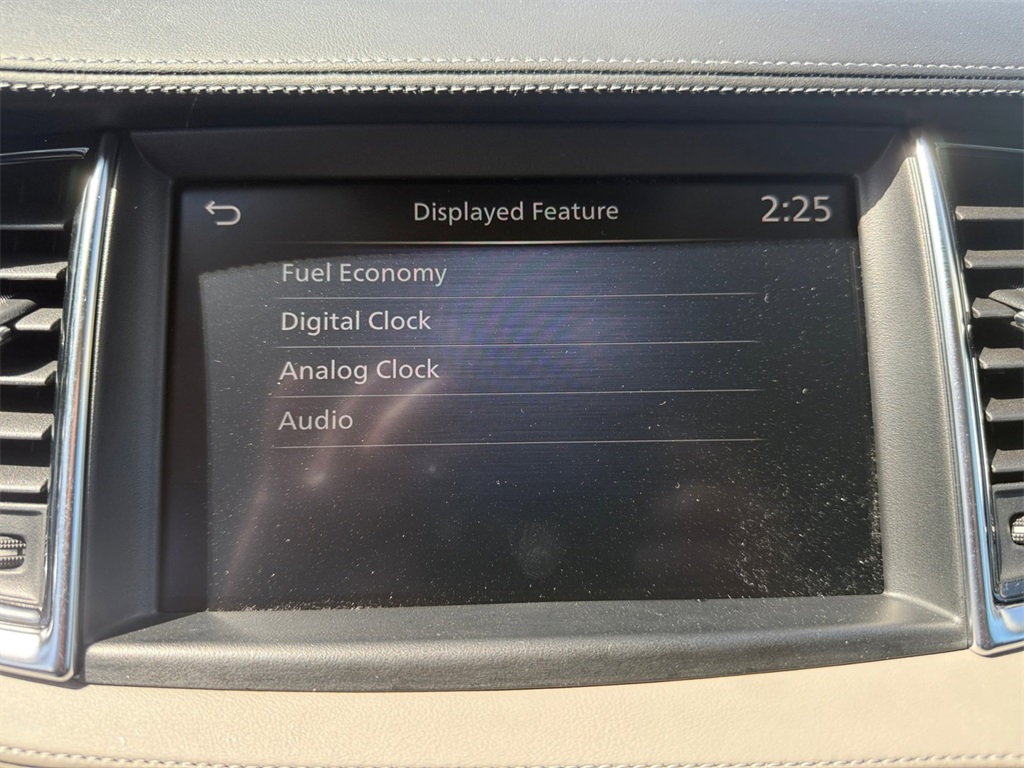 Displayed Feature 2:25
Fuel Economy
Digital Clock
Analog Clock
Audio